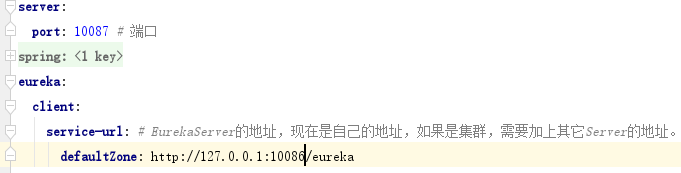 server:
port: 10087 # 端口
spring: <1 key>
eureka:
client:
service-url: # EurekaServer的地址，现在是自己的地址，如果是集群，需要加上其它Server的地址。
defaultZone: http://127.0.0.1:10086/eureka